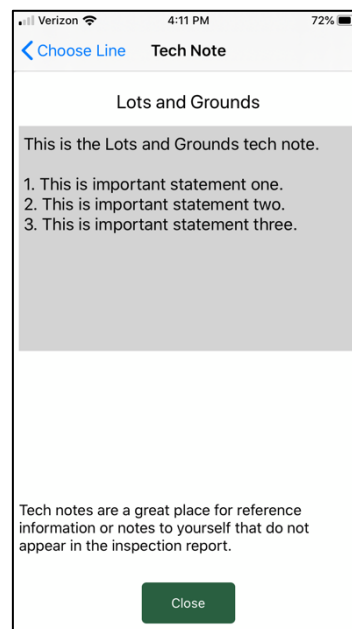 Verizon 4:11 PM 72%
Choose Line Tech Note
Lots and Grounds
This is the Lots and Grounds tech note.
1. This is important statement one.
2. This is important statement two.
3. This is important statement three.
Tech notes are a great place for reference
information or notes to yourself that do not
appear in the inspection report.
Close